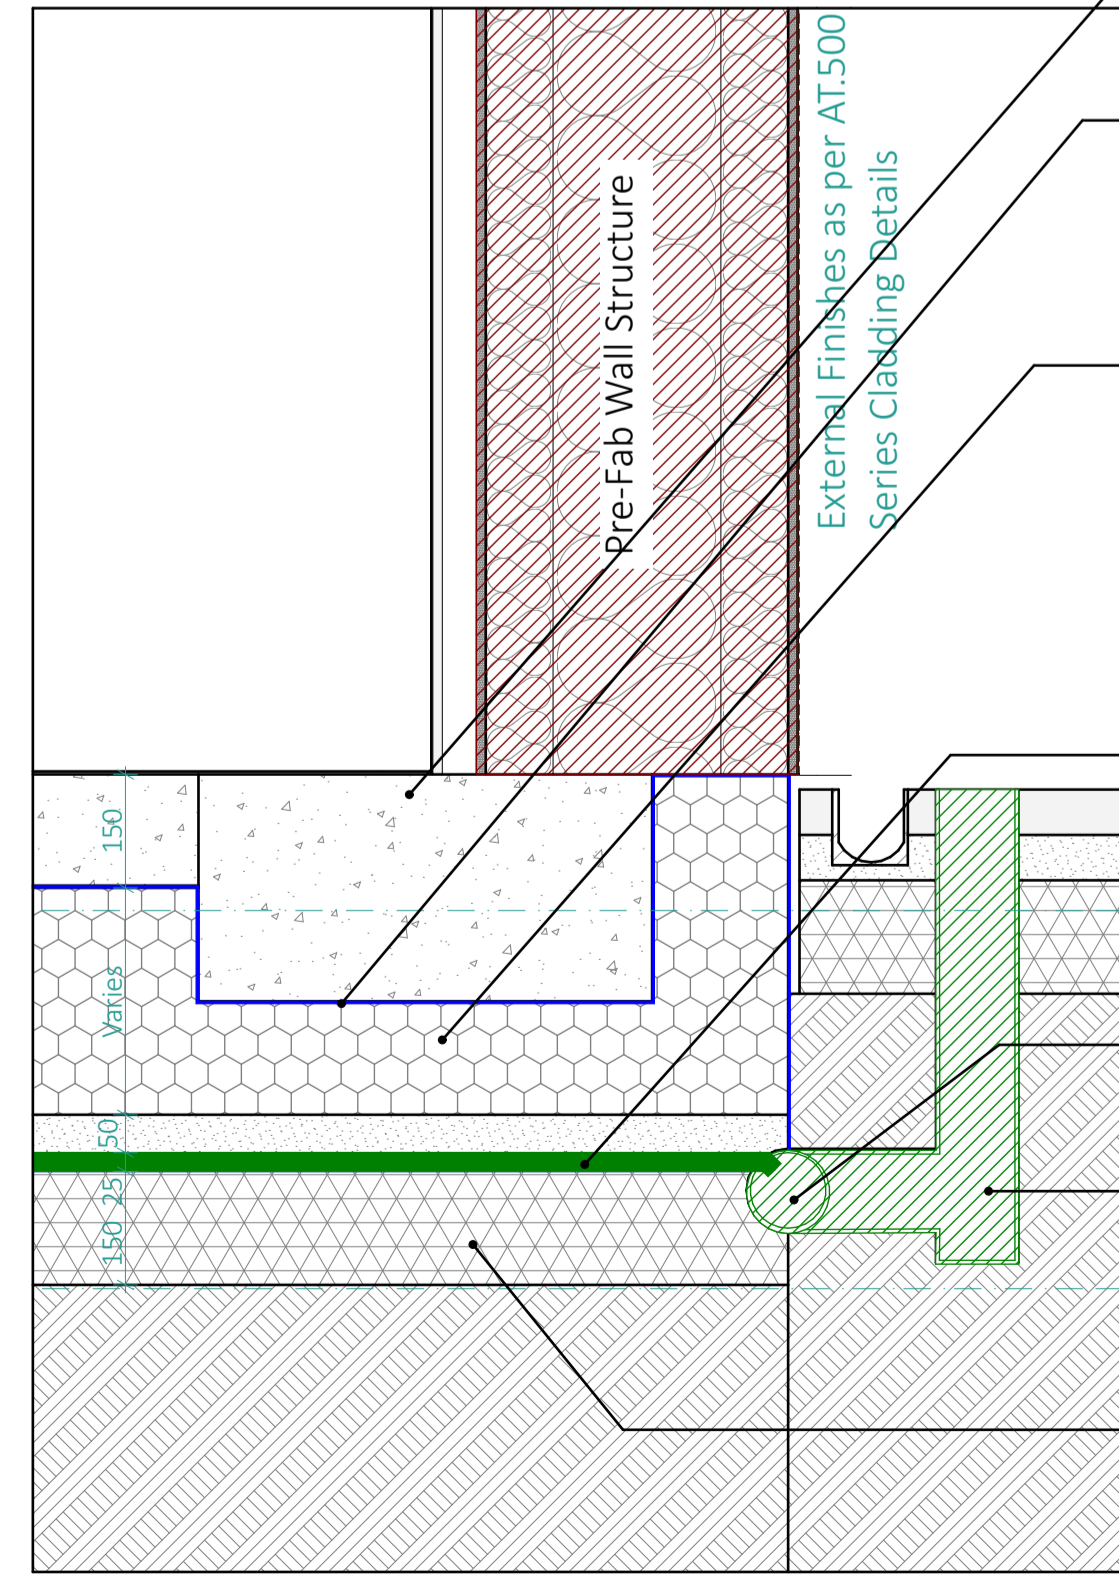 Pre-Fab Wall Structure
External Finishes as per AT.500
Series Cladding Details
150
Varies
50
25
150